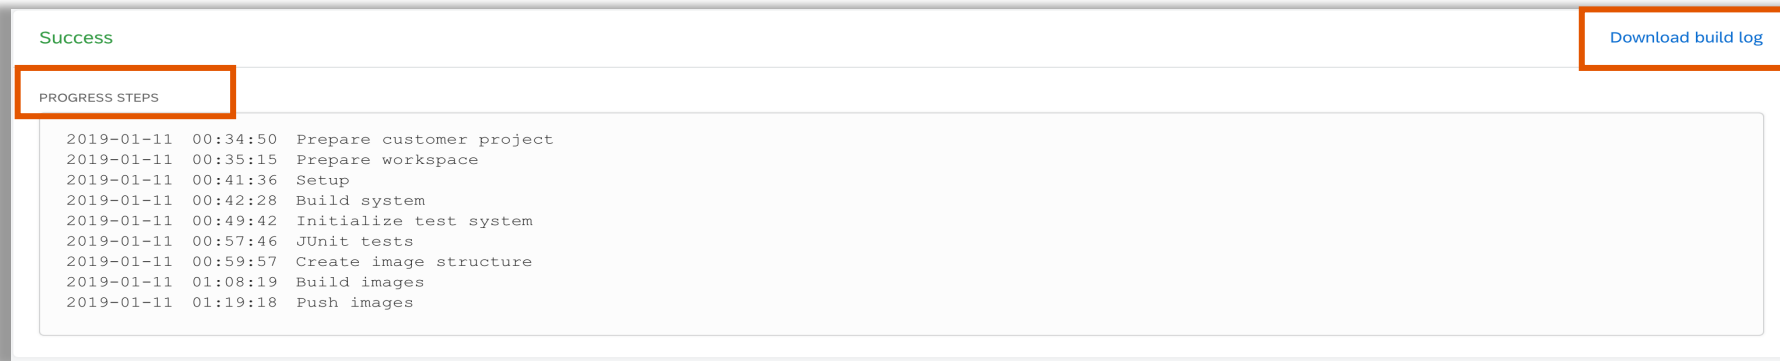 Success
Download build log
PROGRESS STEPS
2019-01-11 00:34:50 Prepare customer project
2019-01-11 00:35:15 Prepare workspace
2019-01-11 00:41:36 Setup
2019-01-11 00:42:28 Build system
2019-01-11 00:49:42 Initialize test system
2019-01-11 00:57:46 JUnit tests
2019-01-11 00:59:57 Create image structure
2019-01-11 01:08:19 Build images
2019-01-11 01:19:18 Push images